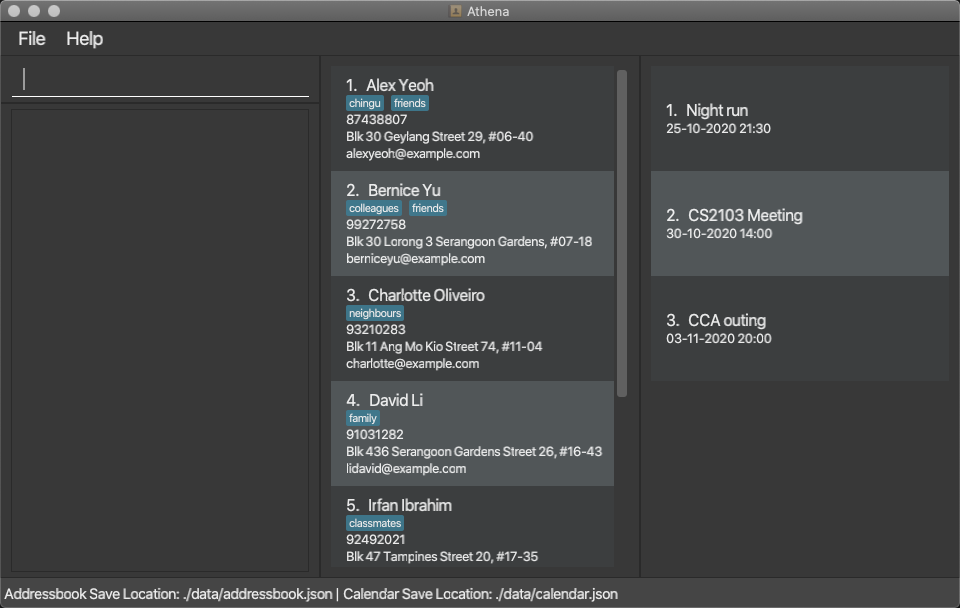 Athena
File Help
1. Alex Yeoh
chingu friends
87438807
Blk 30 Geylang Street 29, #06-40
alexyeoh@example.com
2. Bernice Yu
colleagues friends
99272758
Blk 30 Lorong 3 Serangoon Gardens, #07-18
berniceyu@example.com
3. Charlotte Oliveiro
neighbours
93210283
Blk 11 Ang Mo Kio Street 74, #11-04
charlotte@example.com
4. David Li
family
91031282
Blk 436 Serangoon Gardens Street 26, #16-43
lidavid@example.com
5. Irfan Ibrahim
classmates
92492021
Blk 47 Tampines Street 20, #17-35
1. Night run
25-10-2020 21:30
2. CS2103 Meeting
30-10-2020 14:00
3. CCA outing
03-11-2020 20:00
Addressbook Save Location: ./data/addressbook.json | Calendar Save Location: ./data/calendar.json